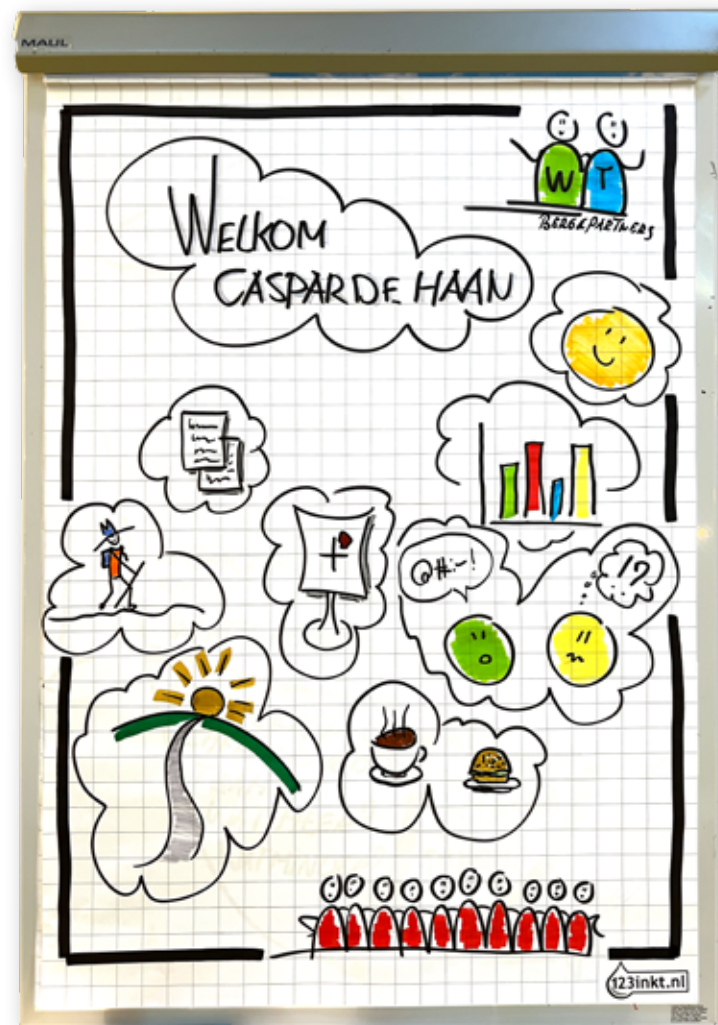 MAUL
W T
BERG&PARTNERS
WELKOM
CASPAR DE HAAN
@#:-!
!?
123inkt.nl